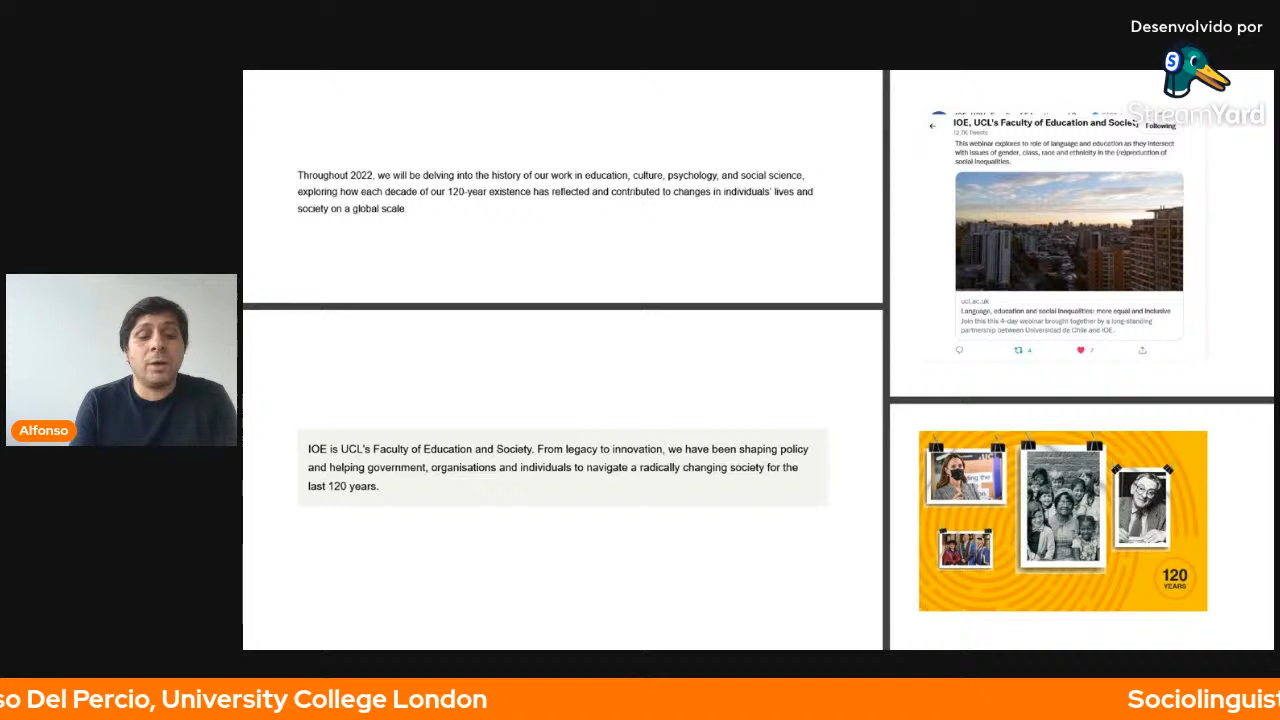 Desenvolvido por
S
StreamYard
Throughout 2022, we will be delving into the history of our work in education, culture, psychology, and social science,
exploring how each decade of our 120-year existence has reflected and contributed to changes in individuals' lives and
society on a global scale.
IOE is UCL's Faculty of Education and Society. From legacy to innovation, we have been shaping policy
and helping government, organisations and individuals to navigate a radically changing society for the
last 120 years.
IOE, UCL's Faculty of Education and Society
Following
This webinar explores to role of language and education as they intersect
with issues of gender, class, race and ethnicity in the (re)production of
social inequalities.
ucl.ac.uk
Language, education and social inequalities: more equal and inclusive
Join this this 4-day webinar brought together by a long-standing
partnership between Universidad de Chile and IOE.
4
7
120
YEARS
Alfonso
so Del Percio, University College London
Sociolinguist